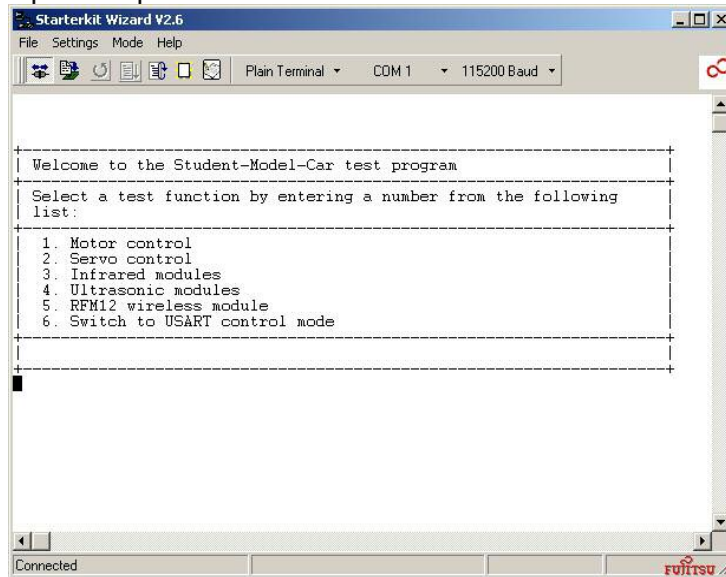 Starterkit Wizard V2.6
File Settings Mode Help
Plain Terminal COM 1 115200 Baud
Welcome to the Student-Model-Car test program
Select a test function by entering a number from the following
list:
1. Motor control
2. Servo control
3. Infrared modules
4. Ultrasonic modules
5. RFM12 wireless module
6. Switch to USART control mode
Connected
FUJITSU